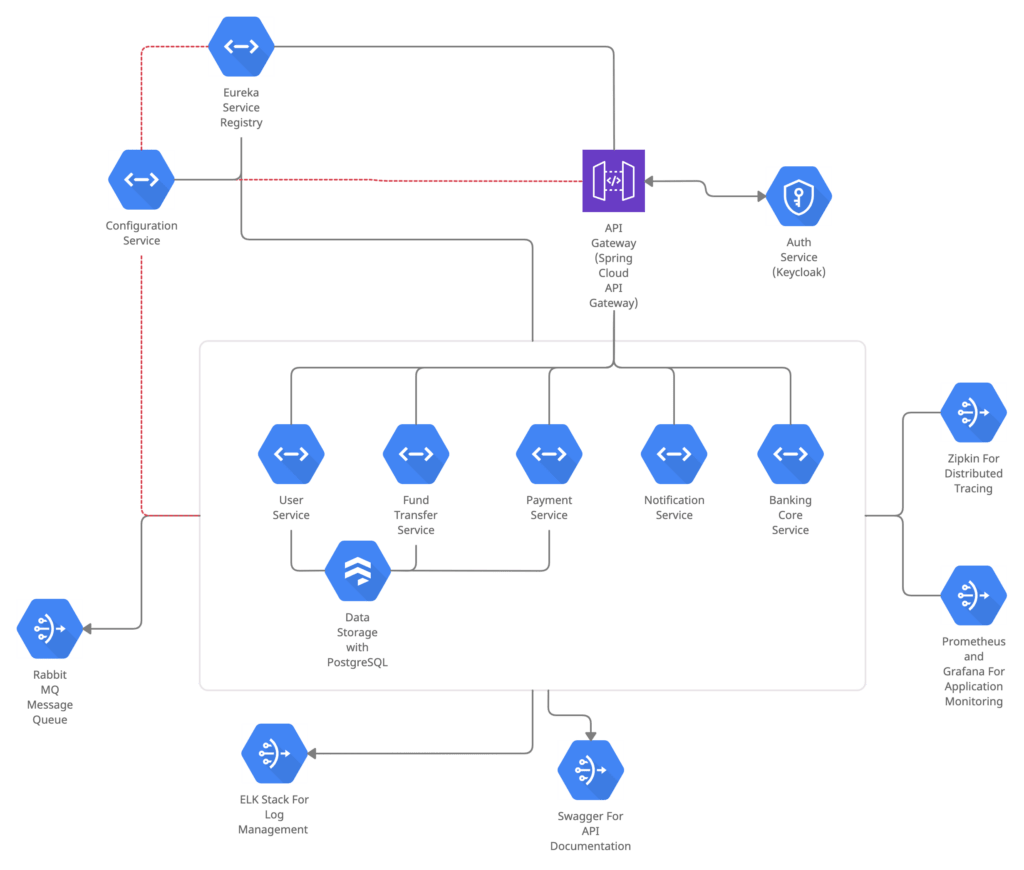 Eureka
Service
Registry
Configuration
Service
API
Gateway
(Spring
Cloud
API
Gateway)
Auth
Service
(Keycloak)
User
Service
Fund
Transfer
Service
Payment
Service
Notification
Service
Banking
Core
Service
Zipkin For
Distributed
Tracing
Data
Storage
with
PostgreSQL
Rabbit
MQ
Message
Queue
Prometheus
and
Grafana For
Application
Monitoring
ELK Stack For
Log
Management
Swagger For
API
Documentation